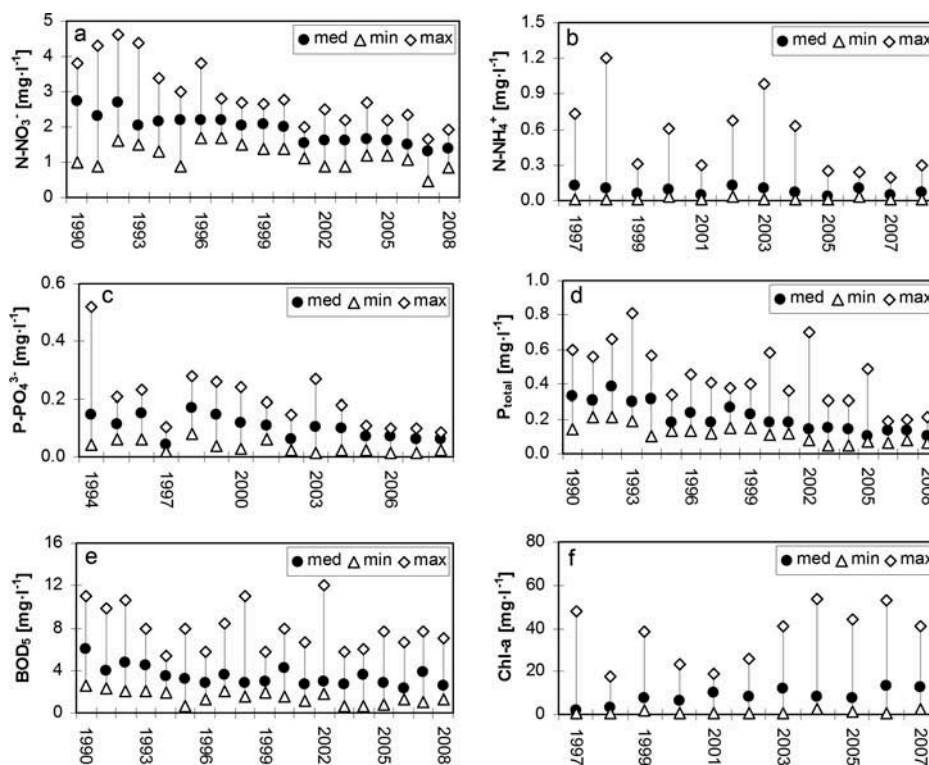 a
med min max
N-NO3- [mg·l-1]
5
4
3
2
1
0
1990 1993 1996 1999 2002 2005 2008
b
med min max
N-NH4+ [mg·l-1]
1.5
1.2
0.9
0.6
0.3
0.0
1997 1999 2001 2003 2005 2007
c
med min max
P-PO43- [mg·l-1]
0.6
0.4
0.2
0.0
1994 1997 2000 2003 2006
d
med min max
Ptotal [mg·l-1]
1.0
0.8
0.6
0.4
0.2
0.0
1990 1993 1996 1999 2002 2005 2008
e
med min max
BOD5 [mg·l-1]
16
12
8
4
0
1990 1993 1996 1999 2002 2005 2008
f
med min max
Chl-a [mg·l-1]
80
60
40
20
0
1997 1999 2001 2003 2005 2007